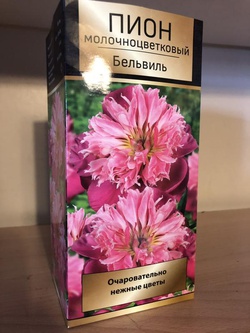 ПИОН
молочноцветковый
Бельвиль
Очаровательно
нежные цветы